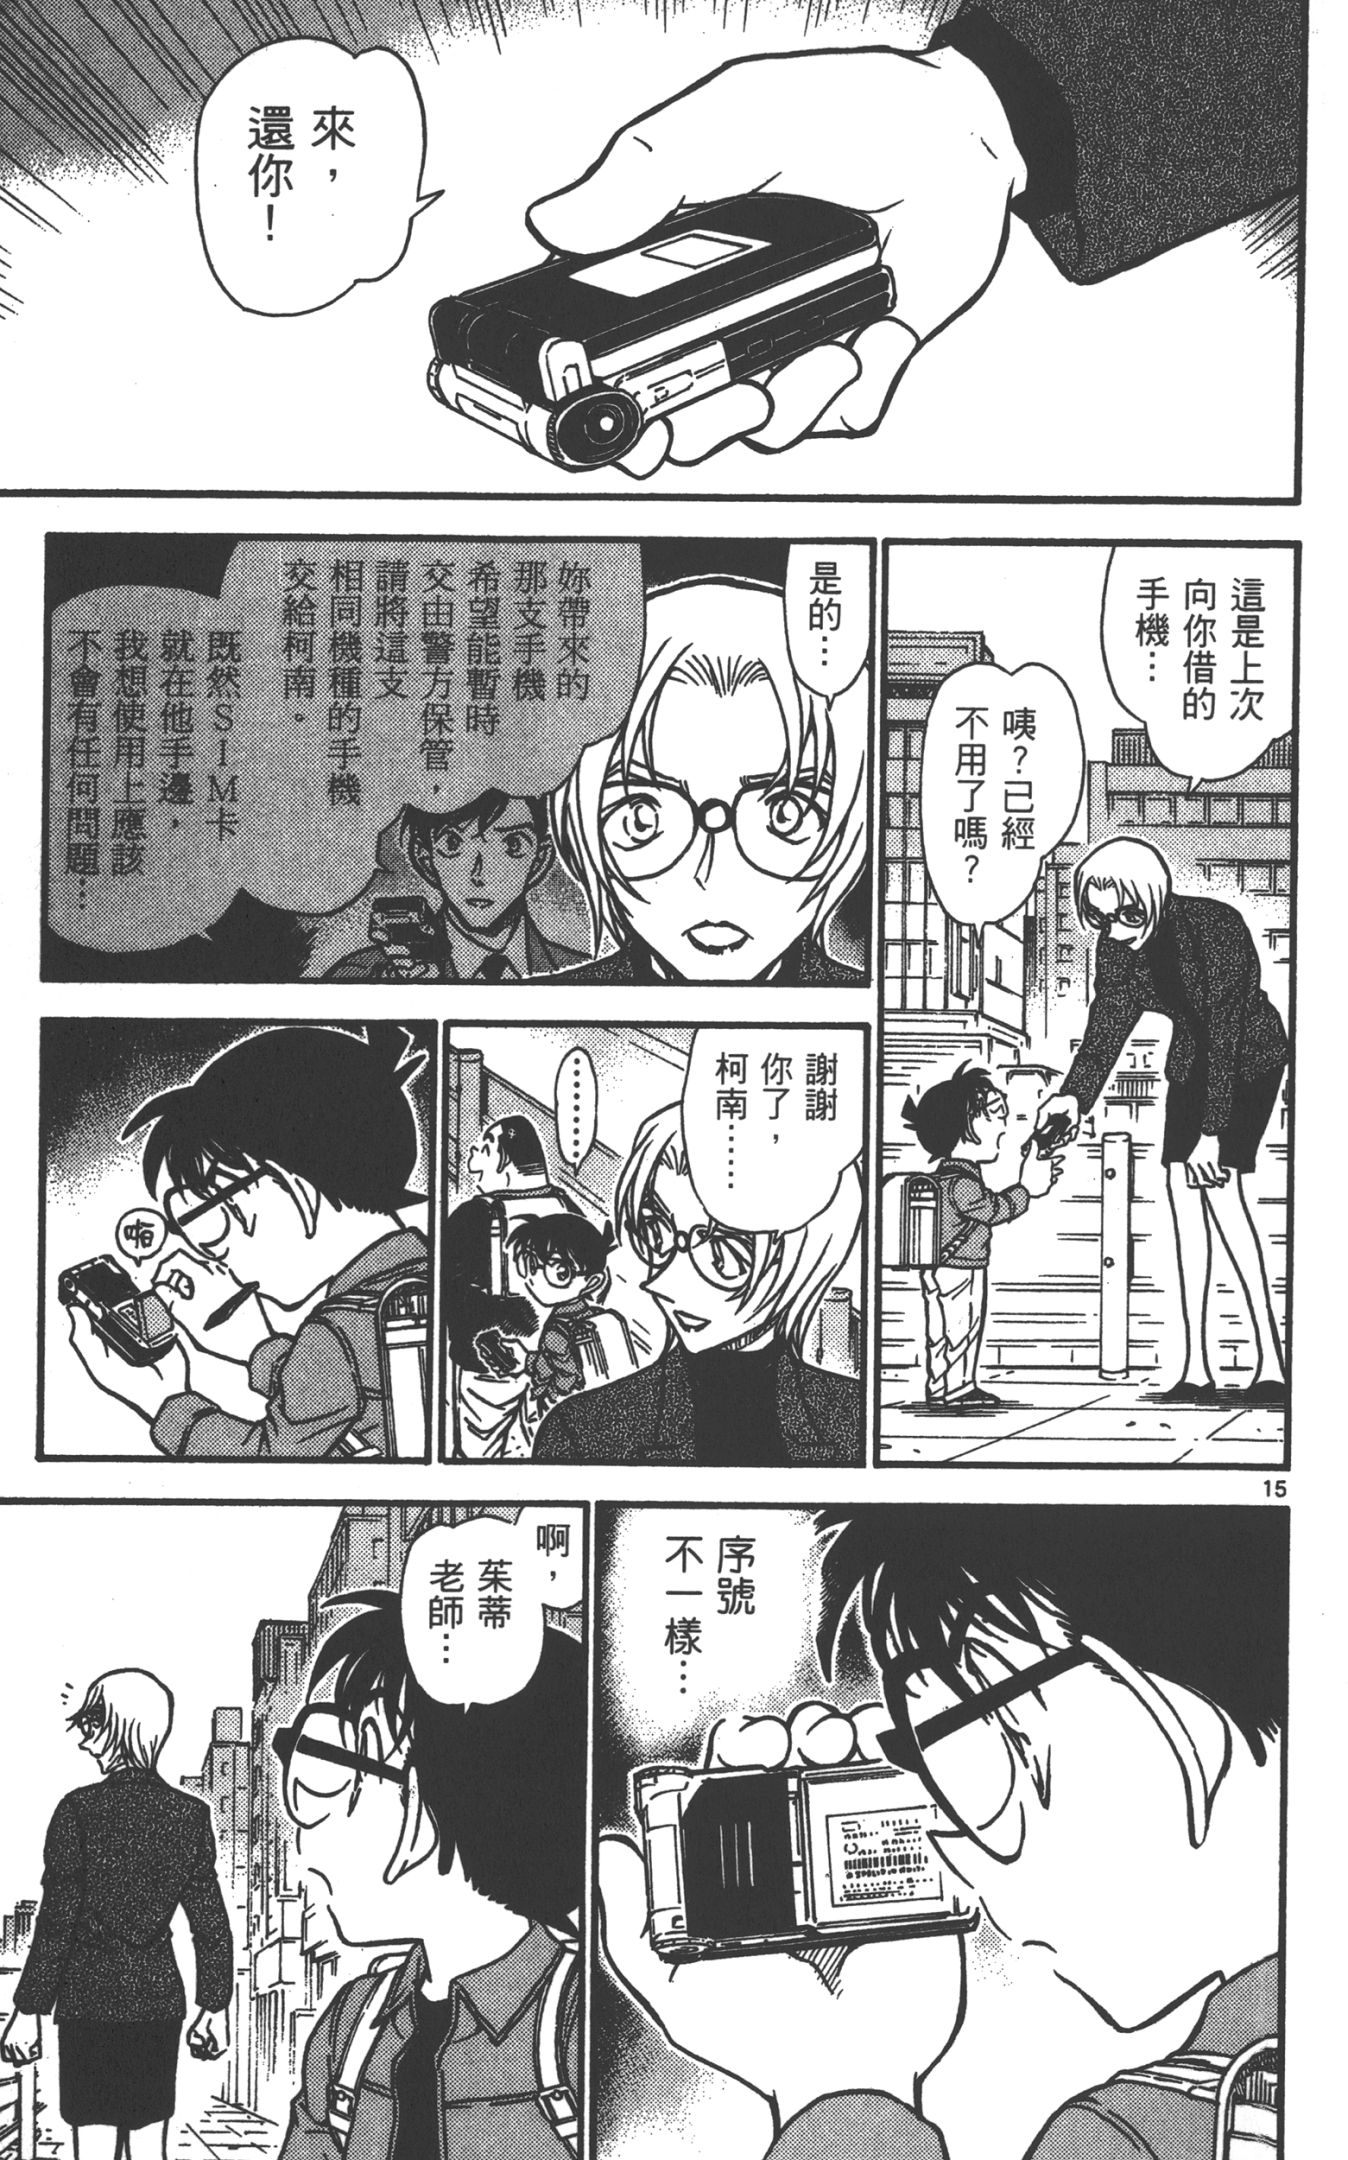 來，
還你！
這是上次
向你借的
手機…
咦？已經
不用了嗎？
是的…
妳帶來的
那支手機
希望能暫時
交由警方保管，
請將這支
相同機種的手機
交給柯南。
既然SIM卡
就在他手邊，
我想使用上應該
不會有任何問題…
謝謝
你了，
柯南……
………
啪
15
序號
不一樣…
啊，
茱蒂
老師…